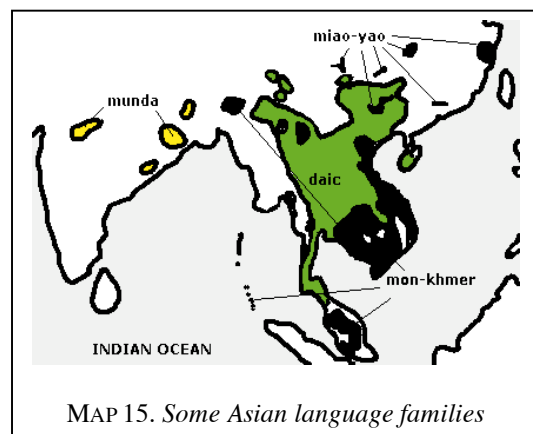 miao-yao
munda
daic
mon-khmer
INDIAN OCEAN
MAP 15. Some Asian language families